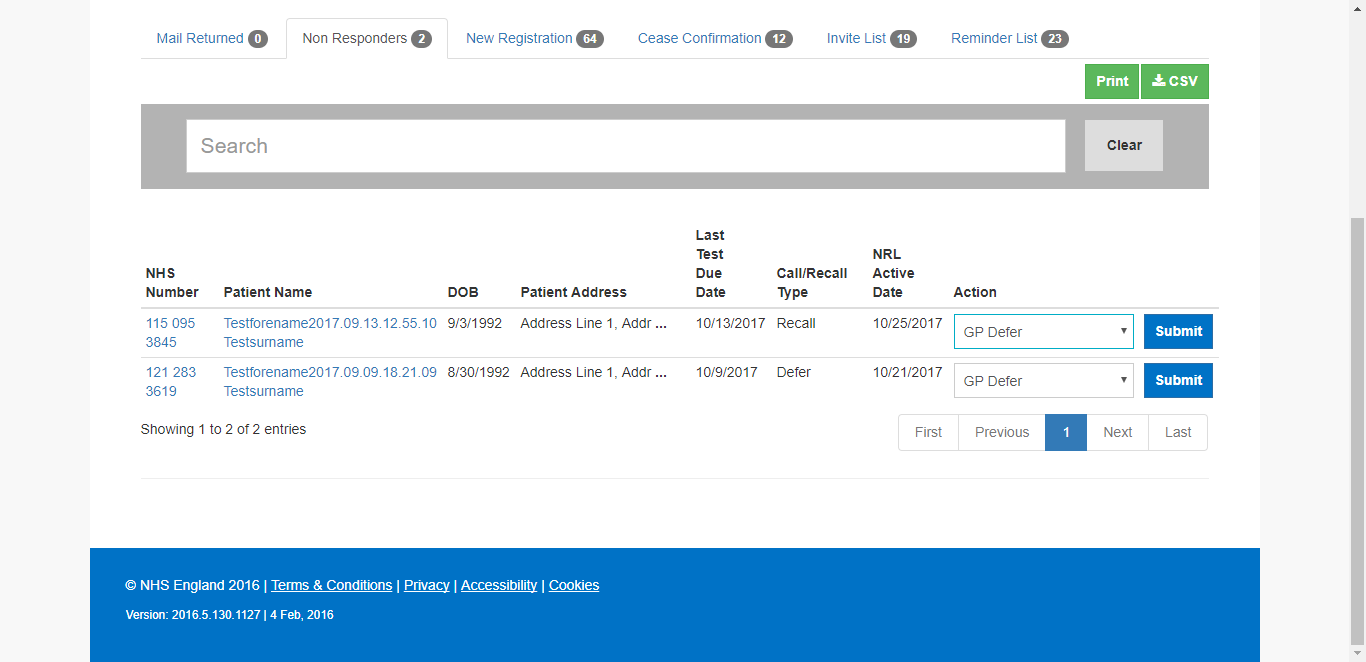 Mail Returned 0 Non Responders 2 New Registration 64 Cease Confirmation 12 Invite List 19 Reminder List 23
Print CSV
Search Clear
NHS Number Patient Name DOB Patient Address Last Test Due Date Call/Recall Type NRL Active Date Action
115 095 3845 Testforename2017.09.13.12.55.10 Testsurname 9/3/1992 Address Line 1, Addr ... 10/13/2017 Recall 10/25/2017 GP Defer Submit
121 283 3619 Testforename2017.09.09.18.21.09 Testsurname 8/30/1992 Address Line 1, Addr ... 10/9/2017 Defer 10/21/2017 GP Defer Submit
Showing 1 to 2 of 2 entries First Previous 1 Next Last
© NHS England 2016 | Terms & Conditions | Privacy | Accessibility | Cookies
Version: 2016.5.130.1127 | 4 Feb, 2016